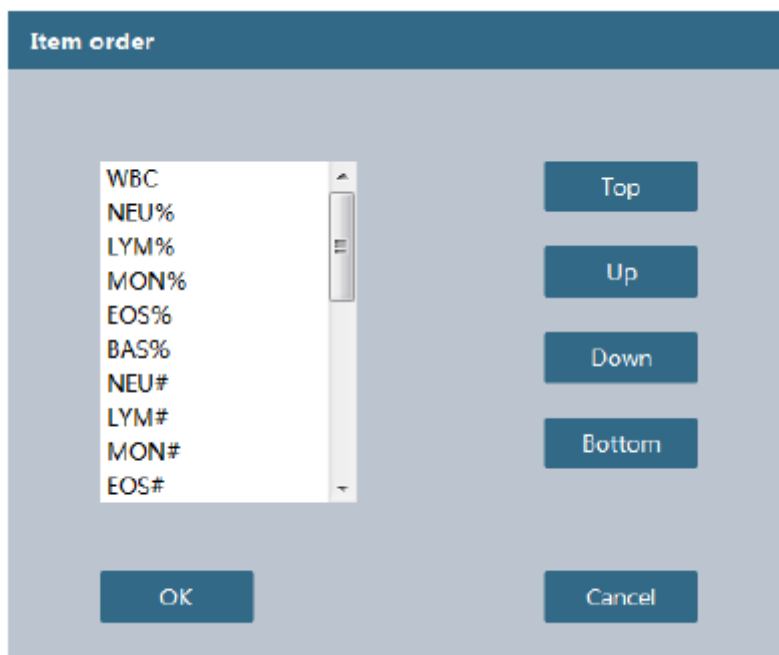 Item order
WBC
NEU%
LYM%
MON%
EOS%
BAS%
NEU#
LYM#
MON#
EOS#
Top
Up
Down
Bottom
OK
Cancel